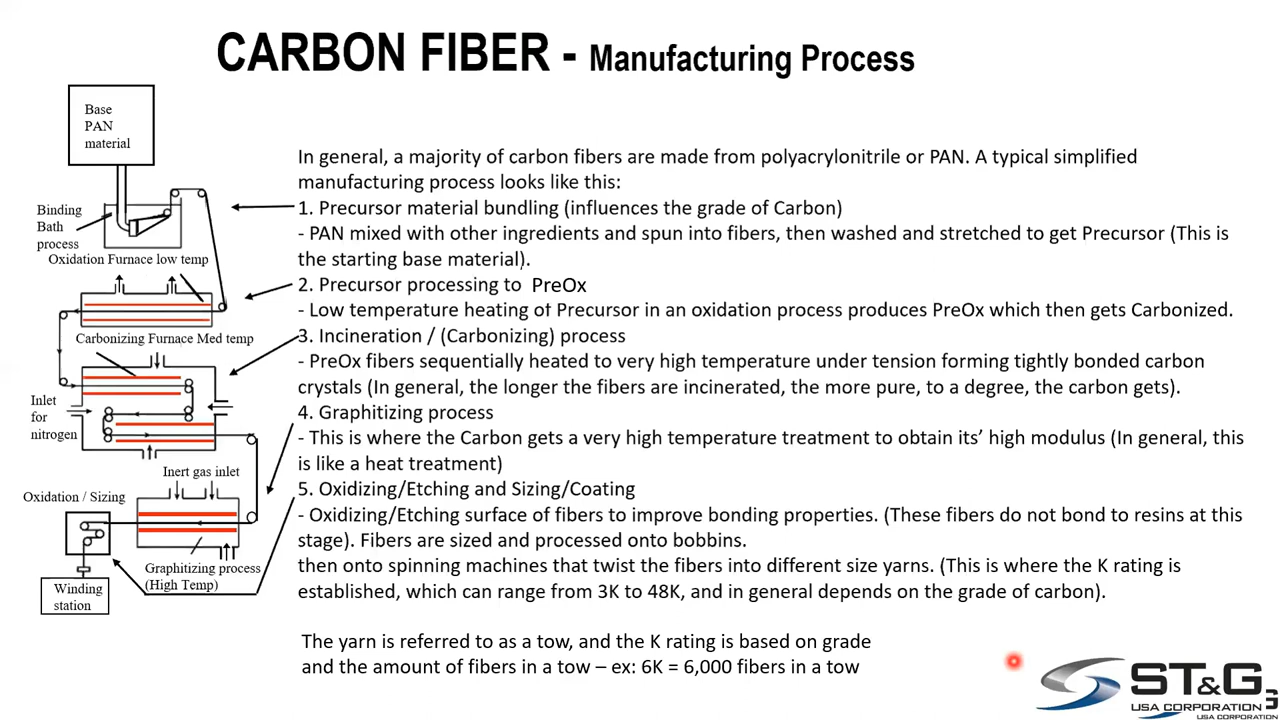 CARBON FIBER - Manufacturing Process
Base
PAN
material
Binding
Bath
process
Oxidation Furnace low temp
Carbonizing Furnace Med temp
Inlet
for
nitrogen
Inert gas inlet
Oxidation / Sizing
Graphitizing process
(High Temp)
Winding
station
In general, a majority of carbon fibers are made from polyacrylonitrile or PAN. A typical simplified
manufacturing process looks like this:
1. Precursor material bundling (influences the grade of Carbon)
- PAN mixed with other ingredients and spun into fibers, then washed and stretched to get Precursor (This is
the starting base material).
2. Precursor processing to PreOx
- Low temperature heating of Precursor in an oxidation process produces PreOx which then gets Carbonized.
3. Incineration / (Carbonizing) process
- PreOx fibers sequentially heated to very high temperature under tension forming tightly bonded carbon
crystals (In general, the longer the fibers are incinerated, the more pure, to a degree, the carbon gets).
4. Graphitizing process
- This is where the Carbon gets a very high temperature treatment to obtain its’ high modulus (In general, this
is like a heat treatment)
5. Oxidizing/Etching and Sizing/Coating
- Oxidizing/Etching surface of fibers to improve bonding properties. (These fibers do not bond to resins at this
stage). Fibers are sized and processed onto bobbins.
then onto spinning machines that twist the fibers into different size yarns. (This is where the K rating is
established, which can range from 3K to 48K, and in general depends on the grade of carbon).
The yarn is referred to as a tow, and the K rating is based on grade
and the amount of fibers in a tow – ex: 6K = 6,000 fibers in a tow
ST&G
USA CORPORATION
3
USA CORPORATION